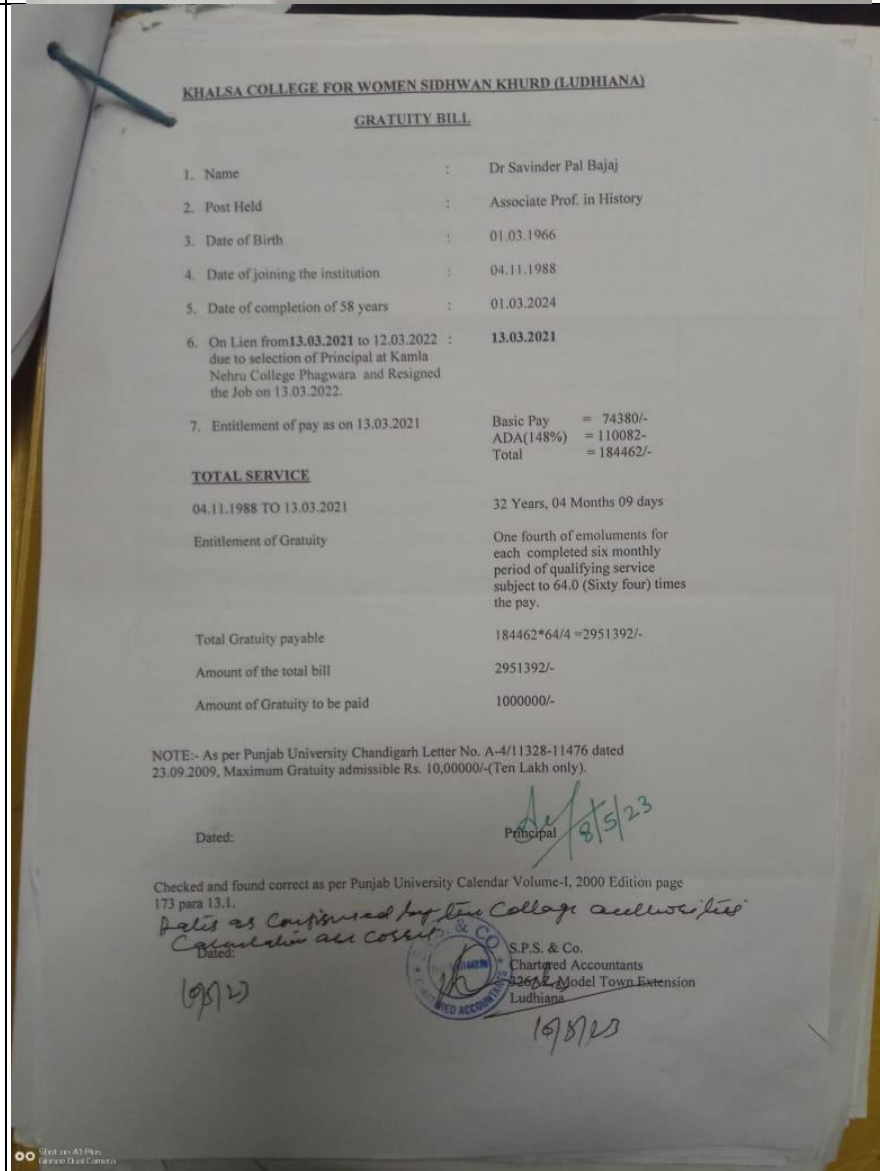 KHALSA COLLEGE FOR WOMEN SIDHWAN KHURD (LUDHIANA)
GRATUITY BILL
1. Name : Dr Savinder Pal Bajaj
2. Post Held : Associate Prof. in History
3. Date of Birth : 01.03.1966
4. Date of joining the institution : 04.11.1988
5. Date of completion of 58 years : 01.03.2024
6. On Lien from13.03.2021 to 12.03.2022 : 13.03.2021
due to selection of Principal at Kamla
Nehru College Phagwara and Resigned
the Job on 13.03.2022.
7. Entitlement of pay as on 13.03.2021 Basic Pay = 74380/-
ADA(148%) = 110082-
Total = 184462/-
TOTAL SERVICE
04.11.1988 TO 13.03.2021 32 Years, 04 Months 09 days
Entitlement of Gratuity One fourth of emoluments for
each completed six monthly
period of qualifying service
subject to 64.0 (Sixty four) times
the pay.
Total Gratuity payable 184462*64/4 =2951392/-
Amount of the total bill 2951392/-
Amount of Gratuity to be paid 1000000/-
NOTE:- As per Punjab University Chandigarh Letter No. A-4/11328-11476 dated
23.09.2009, Maximum Gratuity admissible Rs. 10,00000/-(Ten Lakh only).
8/5/23
Dated: Principal
Checked and found correct as per Punjab University Calendar Volume-I, 2000 Edition page
173 para 13.1.
Dates as confirmed by the College authorities
Calculation are correct
Dated: S.P.S. & Co.
Chartered Accountants
Model Town Extension
Ludhiana
& CO
CHARTERED ACCOUNTANTS
Shot on A1 Plus
Gionee Dual Camera